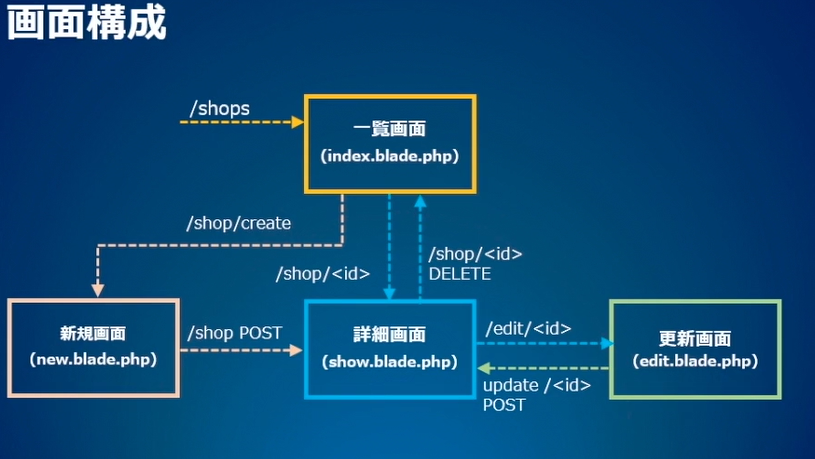 画面構成
/shops
一覧画面
(index.blade.php)
/shop/create
/shop/<id>
/shop/<id>
DELETE
新規画面
(new.blade.php)
/shop POST
詳細画面
(show.blade.php)
/edit/<id>
update /<id>
POST
更新画面
(edit.blade.php)